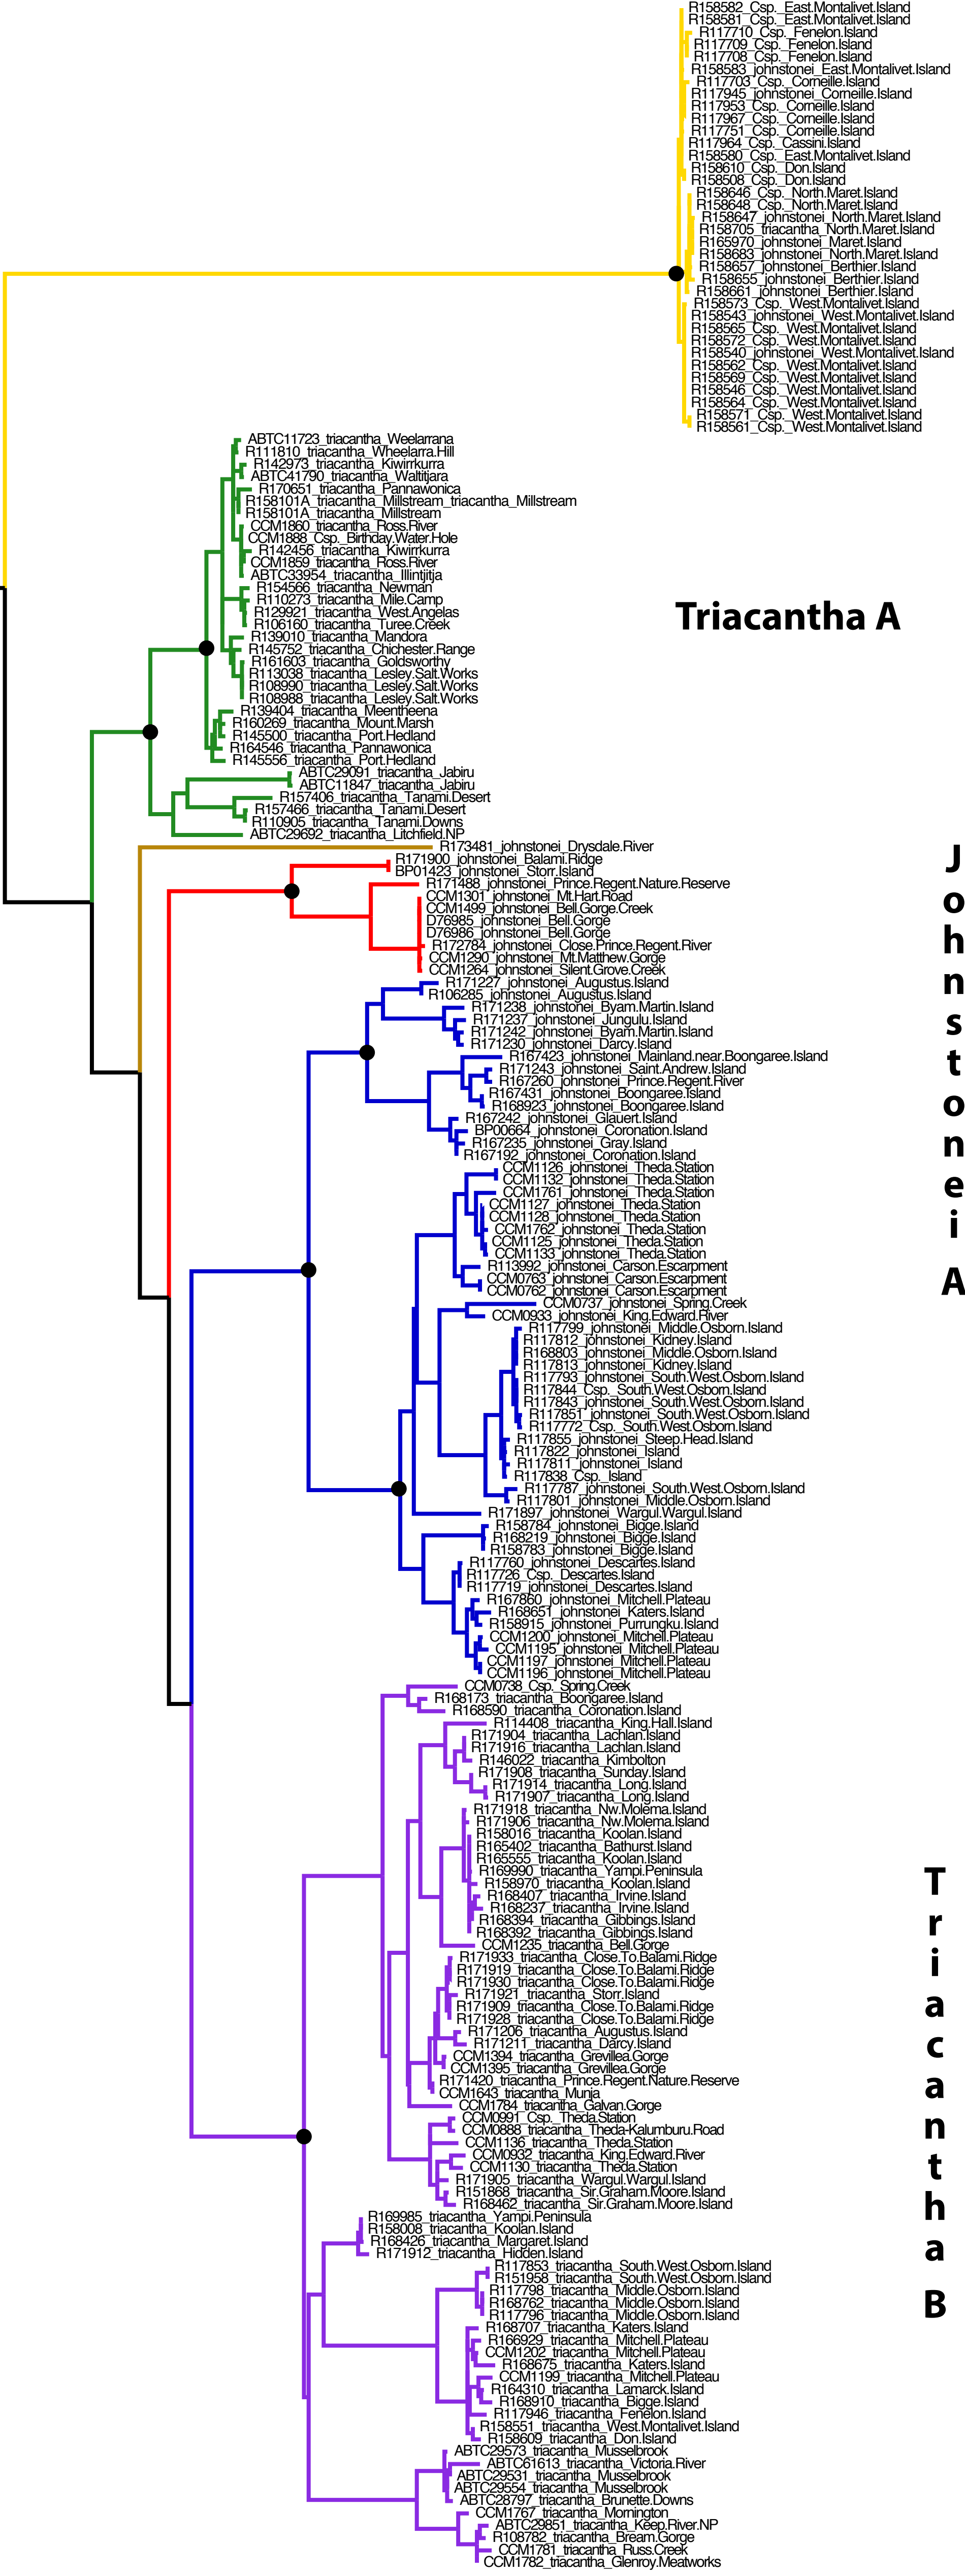 R158582_Csp._East.Montalivet.Island
R158581_Csp._East.Montalivet.Island
R117710_Csp._Fenelon.Island
R117709_Csp._Fenelon.Island
R117708_Csp._Fenelon.Island
R158583_johnstonei_East.Montalivet.Island
R117703_Csp._Corneille.Island
R117945_johnstonei_Corneille.Island
R117953_Csp._Corneille.Island
R117967_Csp._Corneille.Island
R117751_Csp._Corneille.Island
R117964_Csp._Cassini.Island
R158580_Csp._East.Montalivet.Island
R158610_Csp._Don.Island
R158508_Csp._Don.Island
R158646_Csp._North.Maret.Island
R158648_Csp._North.Maret.Island
R158647_johnstonei_North.Maret.Island
R158705_triacantha_North.Maret.Island
R165970_johnstonei_Maret.Island
R158683_johnstonei_North.Maret.Island
R158657_johnstonei_Berthier.Island
R158655_johnstonei_Berthier.Island
R158661_johnstonei_Berthier.Island
R158573_Csp._West.Montalivet.Island
R158543_johnstonei_West.Montalivet.Island
R158565_Csp._West.Montalivet.Island
R158572_Csp._West.Montalivet.Island
R158540_johnstonei_West.Montalivet.Island
R158562_Csp._West.Montalivet.Island
R158569_Csp._West.Montalivet.Island
R158546_Csp._West.Montalivet.Island
R158564_Csp._West.Montalivet.Island
R158571_Csp._West.Montalivet.Island
R158561_Csp._West.Montalivet.Island
ABTC11723_triacantha_Weelarrana
R111810_triacantha_Wheelarra.Hill
R142973_triacantha_Kiwirrkurra
ABTC41790_triacantha_Waltitjara
R170651_triacantha_Pannawonica
R158101A_triacantha_Millstream_triacantha_Millstream
R158101A_triacantha_Millstream
CCM1860_triacantha_Ross.River
CCM1888_Csp._Birthday.Water.Hole
R142456_triacantha_Kiwirrkurra
CCM1859_triacantha_Ross.River
ABTC33954_triacantha_Illintjitja
R154566_triacantha_Newman
R110273_triacantha_Mile.Camp
R129921_triacantha_West.Angelas
R106160_triacantha_Turee.Creek
R139010_triacantha_Mandora
R145752_triacantha_Chichester.Range
R161603_triacantha_Goldsworthy
R113038_triacantha_Lesley.Salt.Works
R108990_triacantha_Lesley.Salt.Works
R108988_triacantha_Lesley.Salt.Works
R139404_triacantha_Meentheena
R160269_triacantha_Mount.Marsh
R145500_triacantha_Port.Hedland
R164546_triacantha_Pannawonica
R145556_triacantha_Port.Hedland
ABTC29091_triacantha_Jabiru
ABTC11847_triacantha_Jabiru
R157406_triacantha_Tanami.Desert
R157466_triacantha_Tanami.Desert
R110905_triacantha_Tanami.Downs
ABTC29692_triacantha_Litchfield.NP
Triacantha A
R173481_johnstonei_Drysdale.River
R171900_johnstonei_Balami.Ridge
BP01423_johnstonei_Storr.Island
R171488_johnstonei_Prince.Regent.Nature.Reserve
CCM1301_johnstonei_Mt.Hart.Road
CCM1499_johnstonei_Bell.Gorge.Creek
D76985_johnstonei_Bell.Gorge
D76986_johnstonei_Bell.Gorge
R172784_johnstonei_Close.Prince.Regent.River
CCM1290_johnstonei_Mt.Matthew.Gorge
CCM1264_johnstonei_Silent.Grove.Creek
R171227_johnstonei_Augustus.Island
R106285_johnstonei_Augustus.Island
R171238_johnstonei_Byam.Martin.Island
R171237_johnstonei_Jungulu.Island
R171242_johnstonei_Byam.Martin.Island
R171230_johnstonei_Darcy.Island
R167423_johnstonei_Mainland.near.Boongaree.Island
R171243_johnstonei_Saint.Andrew.Island
R167260_johnstonei_Prince.Regent.River
R167431_johnstonei_Boongaree.Island
R168923_johnstonei_Boongaree.Island
R167242_johnstonei_Glauert.Island
BP00664_johnstonei_Coronation.Island
R167235_johnstonei_Gray.Island
R167192_johnstonei_Coronation.Island
CCM1126_johnstonei_Theda.Station
CCM1132_johnstonei_Theda.Station
CCM1761_johnstonei_Theda.Station
CCM1127_johnstonei_Theda.Station
CCM1128_johnstonei_Theda.Station
CCM1762_johnstonei_Theda.Station
CCM1125_johnstonei_Theda.Station
CCM1133_johnstonei_Theda.Station
R113992_johnstonei_Carson.Escarpment
CCM0763_johnstonei_Carson.Escarpment
CCM0762_johnstonei_Carson.Escarpment
CCM0737_johnstonei_Spring.Creek
CCM0933_johnstonei_King.Edward.River
R117799_johnstonei_Middle.Osborn.Island
R117812_johnstonei_Kidney.Island
R168803_johnstonei_Middle.Osborn.Island
R117813_johnstonei_Kidney.Island
R117793_johnstonei_South.West.Osborn.Island
R117844_Csp._South.West.Osborn.Island
R117843_johnstonei_South.West.Osborn.Island
R117851_johnstonei_South.West.Osborn.Island
R117772_Csp._South.West.Osborn.Island
R117855_johnstonei_Steep.Head.Island
R117822_johnstonei_Island
R117811_johnstonei_Island
R117838_Csp._Island
R117787_johnstonei_South.West.Osborn.Island
R117801_johnstonei_Middle.Osborn.Island
R171897_johnstonei_Wargul.Wargul.Island
R158784_johnstonei_Bigge.Island
R168219_johnstonei_Bigge.Island
R158783_johnstonei_Bigge.Island
R117760_johnstonei_Descartes.Island
R117726_Csp._Descartes.Island
R117719_johnstonei_Descartes.Island
R167860_johnstonei_Mitchell.Plateau
R168651_johnstonei_Katers.Island
R158915_johnstonei_Purrungku.Island
CCM1200_johnstonei_Mitchell.Plateau
CCM1195_johnstonei_Mitchell.Plateau
CCM1197_johnstonei_Mitchell.Plateau
CCM1196_johnstonei_Mitchell.Plateau
Johnstonei A
CCM0738_Csp._Spring.Creek
R168173_triacantha_Boongaree.Island
R168590_triacantha_Coronation.Island
R114408_triacantha_King.Hall.Island
R171904_triacantha_Lachlan.Island
R171916_triacantha_Lachlan.Island
R146022_triacantha_Kimbolton
R171908_triacantha_Sunday.Island
R171914_triacantha_Long.Island
R171907_triacantha_Long.Island
R171918_triacantha_Nw.Molema.Island
R171906_triacantha_Nw.Molema.Island
R158016_triacantha_Koolan.Island
R165402_triacantha_Bathurst.Island
R165555_triacantha_Koolan.Island
R169990_triacantha_Yampi.Peninsula
R158970_triacantha_Koolan.Island
R168407_triacantha_Irvine.Island
R168237_triacantha_Irvine.Island
R168394_triacantha_Gibbings.Island
R168392_triacantha_Gibbings.Island
CCM1235_triacantha_Bell.Gorge
R171933_triacantha_Close.To.Balami.Ridge
R171919_triacantha_Close.To.Balami.Ridge
R171930_triacantha_Close.To.Balami.Ridge
R171921_triacantha_Storr.Island
R171909_triacantha_Close.To.Balami.Ridge
R171928_triacantha_Close.To.Balami.Ridge
R171206_triacantha_Augustus.Island
R171211_triacantha_Darcy.Island
CCM1394_triacantha_Grevillea.Gorge
CCM1395_triacantha_Grevillea.Gorge
R171420_triacantha_Prince.Regent.Nature.Reserve
CCM1643_triacantha_Munja
CCM1784_triacantha_Galvan.Gorge
CCM0991_Csp._Theda.Station
CCM0888_triacantha_Theda-Kalumburu.Road
CCM1136_triacantha_Theda.Station
CCM0932_triacantha_King.Edward.River
CCM1130_triacantha_Theda.Station
R171905_triacantha_Wargul.Wargul.Island
R151868_triacantha_Sir.Graham.Moore.Island
R168462_triacantha_Sir.Graham.Moore.Island
R169985_triacantha_Yampi.Peninsula
R158008_triacantha_Koolan.Island
R168426_triacantha_Margaret.Island
R171912_triacantha_Hidden.Island
R117853_triacantha_South.West.Osborn.Island
R151958_triacantha_South.West.Osborn.Island
R117798_triacantha_Middle.Osborn.Island
R168762_triacantha_Middle.Osborn.Island
R117796_triacantha_Middle.Osborn.Island
R168707_triacantha_Katers.Island
R166929_triacantha_Mitchell.Plateau
CCM1202_triacantha_Mitchell.Plateau
R168675_triacantha_Katers.Island
CCM1199_triacantha_Mitchell.Plateau
R164310_triacantha_Lamarck.Island
R168910_triacantha_Bigge.Island
R117946_triacantha_Fenelon.Island
R158551_triacantha_West.Montalivet.Island
R158609_triacantha_Don.Island
ABTC29573_triacantha_Musselbrook
ABTC61613_triacantha_Victoria.River
ABTC29531_triacantha_Musselbrook
ABTC29554_triacantha_Musselbrook
ABTC28797_triacantha_Brunette.Downs
CCM1767_triacantha_Mornington
ABTC29851_triacantha_Keep.River.NP
R108782_triacantha_Bream.Gorge
CCM1781_triacantha_Russ.Creek
CCM1782_triacantha_Glenroy.Meatworks
Triacantha B